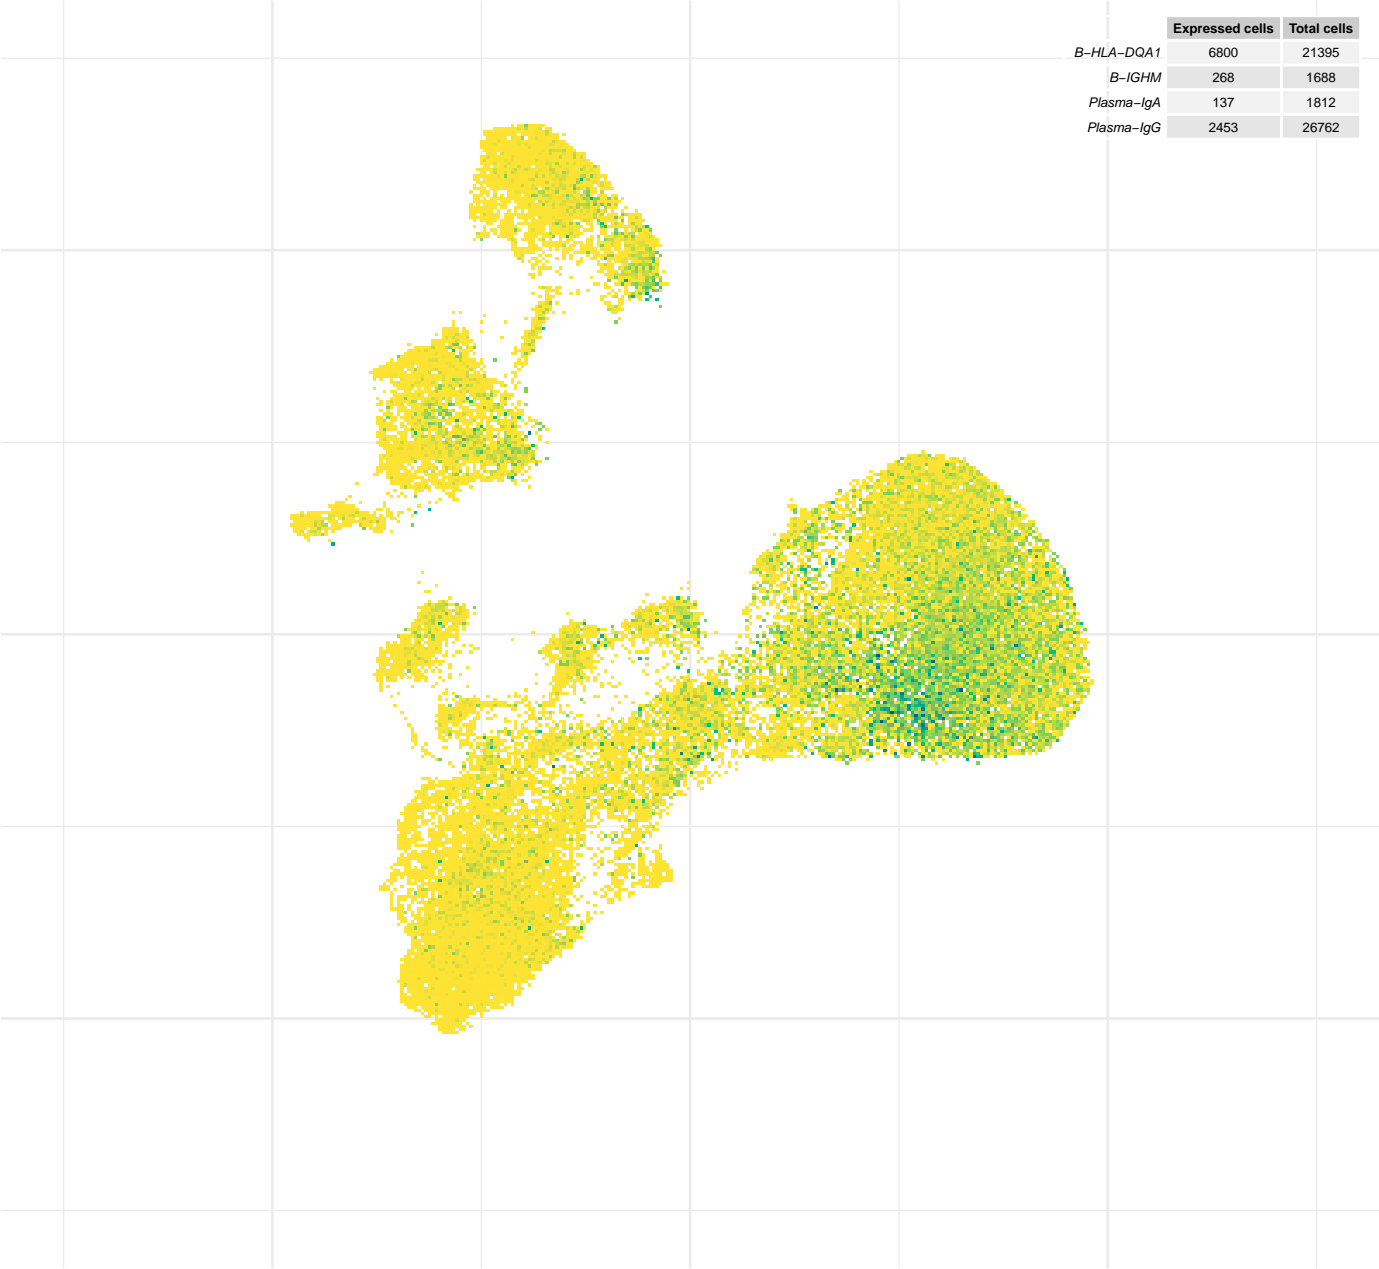 Expressed cells Total cells
B−HLA−DQA1 6800 21395
B−IGHM 268 1688
Plasma−IgA 137 1812
Plasma−IgG 2453 26762